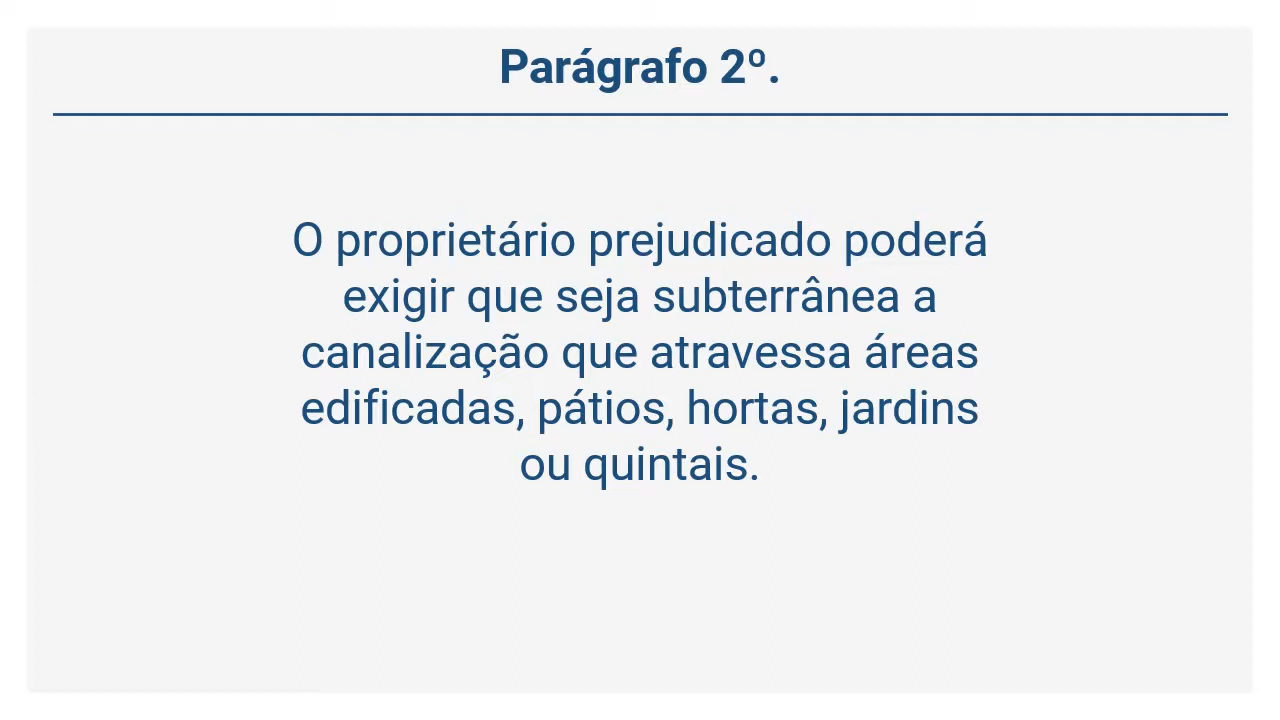 Parágrafo 2º.
O proprietário prejudicado poderá
exigir que seja subterrânea a
canalização que atravessa áreas
edificadas, pátios, hortas, jardins
ou quintais.